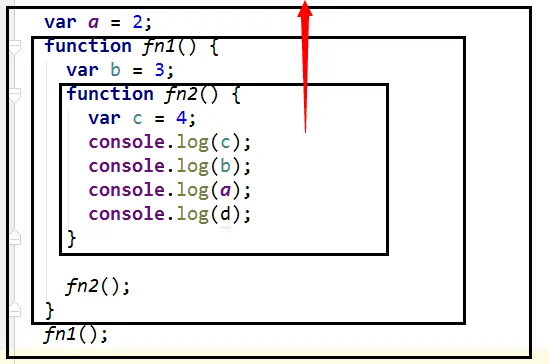 var a = 2;
function fn1() {
  var b = 3;
  function fn2() {
    var c = 4;
    console.log(c);
    console.log(b);
    console.log(a);
    console.log(d);
  }
  fn2();
}
fn1();